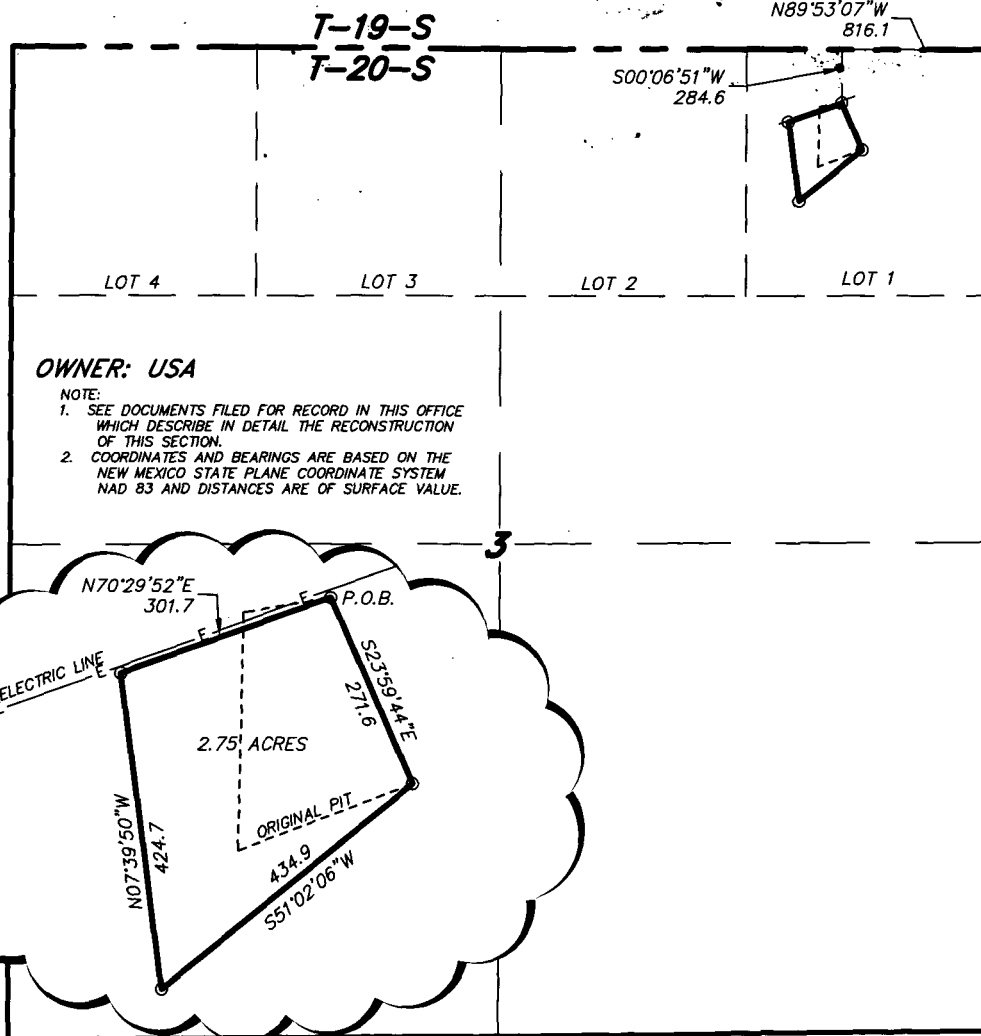 T-19-S
T-20-S
N89°53'07"W
816.1
S00°06'51"W
284.6
LOT 4
LOT 3
LOT 2
LOT 1
OWNER: USA
NOTE:
1. SEE DOCUMENTS FILED FOR RECORD IN THIS OFFICE
WHICH DESCRIBE IN DETAIL THE RECONSTRUCTION
OF THIS SECTION.
2. COORDINATES AND BEARINGS ARE BASED ON THE
NEW MEXICO STATE PLANE COORDINATE SYSTEM
NAD 83 AND DISTANCES ARE OF SURFACE VALUE.
3
N70°29'52"E
301.7
E
P.O.B.
E
ELECTRIC LINE
E
S23°59'44"E
271.6
2.75 ACRES
N07°39'50"W
424.7
ORIGINAL PIT
434.9
S51°02'06"W